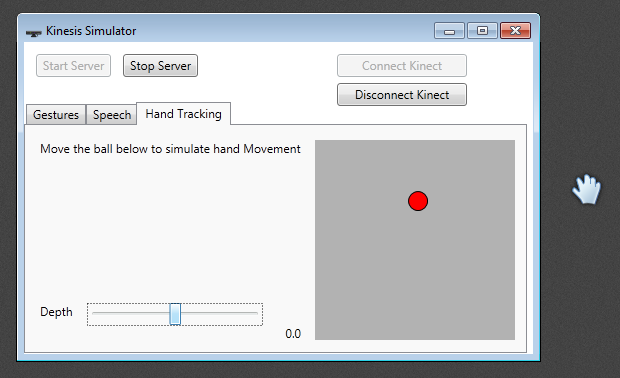 Kinesis Simulator
Start Server Stop Server Connect Kinect
Disconnect Kinect
Gestures Speech Hand Tracking
Move the ball below to simulate hand Movement
Depth
0.0